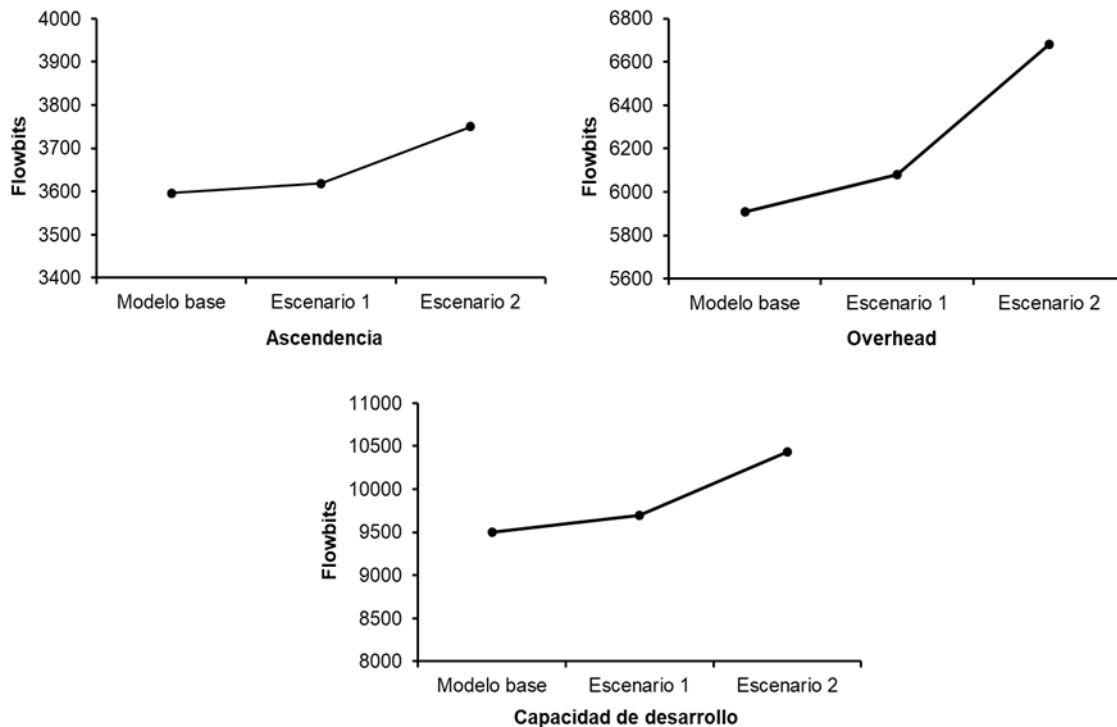 4000
3900
3800
3700
3600
3500
3400
Flowbits
Modelo base Escenario 1 Escenario 2
Ascendencia
6800
6600
6400
6200
6000
5800
5600
Flowbits
Modelo base Escenario 1 Escenario 2
Overhead
11000
10500
10000
9500
9000
8500
8000
Flowbits
Modelo base Escenario 1 Escenario 2
Capacidad de desarrollo